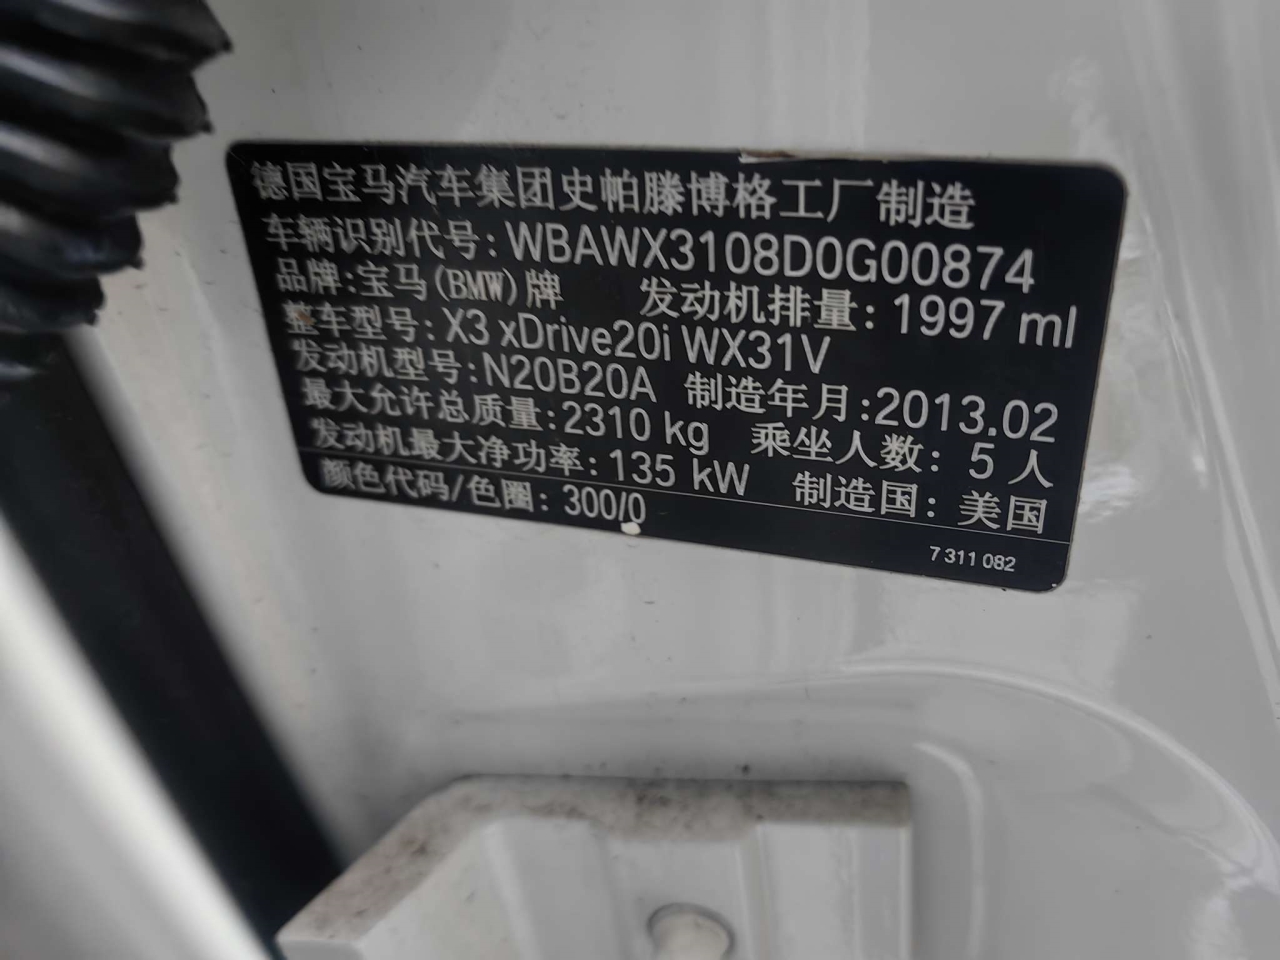 德国宝马汽车集团史帕滕博格工厂制造
车辆识别代号: WBAWX3108D0G00874
品牌: 宝马(BMW)牌 发动机排量: 1997 ml
整车型号: X3 xDrive20i WX31V
发动机型号: N20B20A 制造年月: 2013.02
最大允许总质量: 2310 kg 乘坐人数: 5 人
发动机最大净功率: 135 kW 制造国: 美国
颜色代码/色圈: 300/0
7 311 082